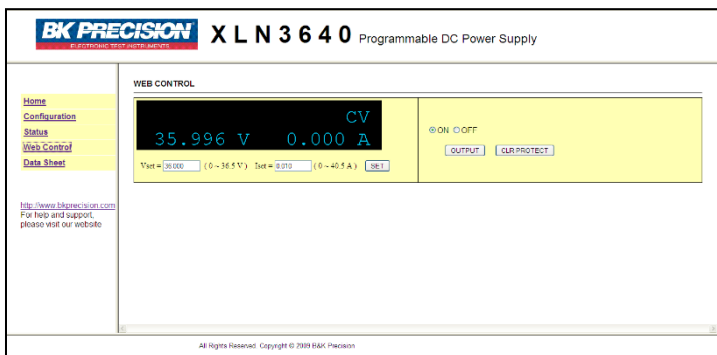 BK PRECISION
ELECTRONIC TEST INSTRUMENTS
XLN3640 Programmable DC Power Supply
WEB CONTROL
Home
Configuration
Status
Web Control
Data Sheet
http://www.bkprecision.com
For help and support,
please visit our website
CV
35.996 V 0.000 A
Vset = 36.000 ( 0 ~ 36.5 V ) Iset = 0.010 ( 0 ~ 40.5 A ) SET
ON OFF
OUTPUT CLR PROTECT
All Rights Reserved. Copyright © 2009 B&K Precision